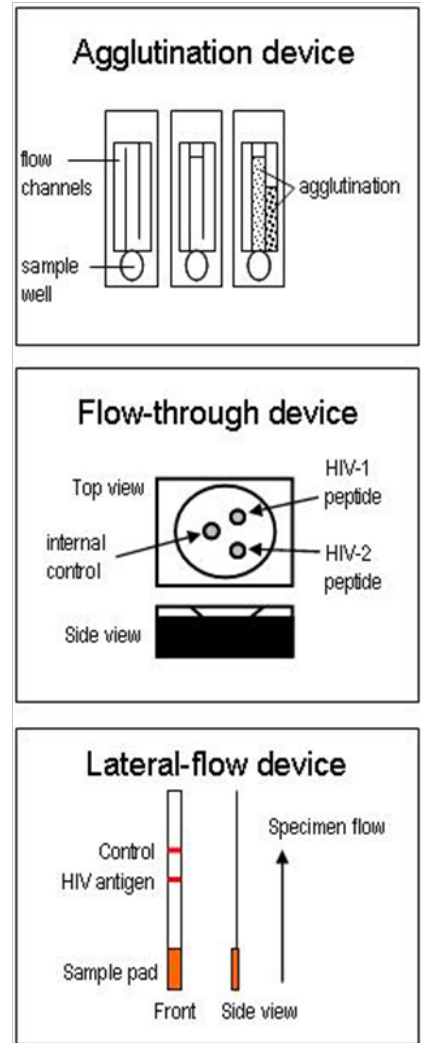 Agglutination device
flow
channels
agglutination
sample
well
Flow-through device
Top view
HIV-1
peptide
internal
control
HIV-2
peptide
Side view
Lateral-flow device
Specimen flow
Control
HIV antigen
Sample pad
Front
Side view